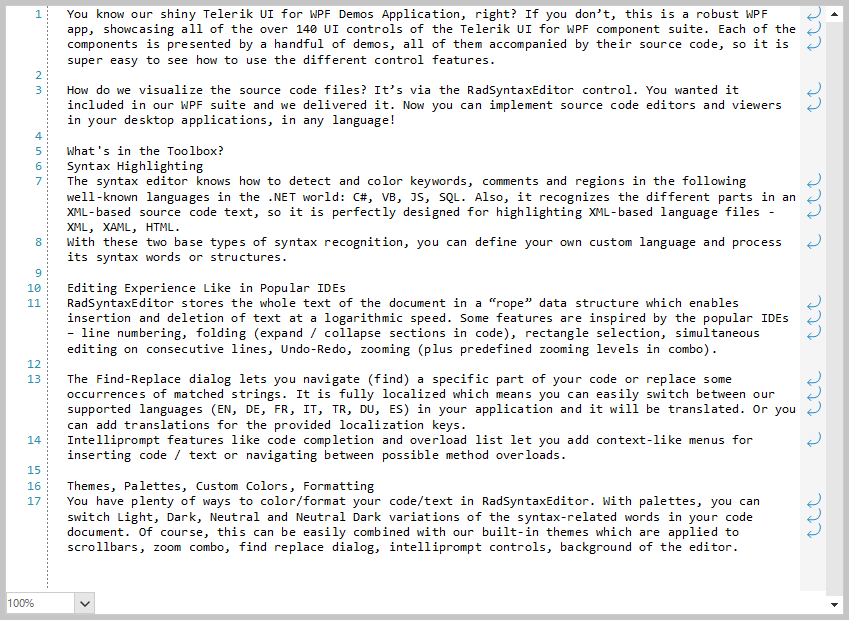 1 You know our shiny Telerik UI for WPF Demos Application, right? If you don’t, this is a robust WPF
app, showcasing all of the over 140 UI controls of the Telerik UI for WPF component suite. Each of the
components is presented by a handful of demos, all of them accompanied by their source code, so it is
super easy to see how to use the different control features.
2
3 How do we visualize the source code files? It’s via the RadSyntaxEditor control. You wanted it
included in our WPF suite and we delivered it. Now you can implement source code editors and viewers
in your desktop applications, in any language!
4
5 What's in the Toolbox?
6 Syntax Highlighting
7 The syntax editor knows how to detect and color keywords, comments and regions in the following
well-known languages in the .NET world: C#, VB, JS, SQL. Also, it recognizes the different parts in an
XML-based source code text, so it is perfectly designed for highlighting XML-based language files -
XML, XAML, HTML.
8 With these two base types of syntax recognition, you can define your own custom language and process
its syntax words or structures.
9
10 Editing Experience Like in Popular IDEs
11 RadSyntaxEditor stores the whole text of the document in a “rope” data structure which enables
insertion and deletion of text at a logarithmic speed. Some features are inspired by the popular IDEs
– line numbering, folding (expand / collapse sections in code), rectangle selection, simultaneous
editing on consecutive lines, Undo-Redo, zooming (plus predefined zooming levels in combo).
12
13 The Find-Replace dialog lets you navigate (find) a specific part of your code or replace some
occurrences of matched strings. It is fully localized which means you can easily switch between our
supported languages (EN, DE, FR, IT, TR, DU, ES) in your application and it will be translated. Or you
can add translations for the provided localization keys.
14 Intelliprompt features like code completion and overload list let you add context-like menus for
inserting code / text or navigating between possible method overloads.
15
16 Themes, Palettes, Custom Colors, Formatting
17 You have plenty of ways to color/format your code/text in RadSyntaxEditor. With palettes, you can
switch Light, Dark, Neutral and Neutral Dark variations of the syntax-related words in your code
document. Of course, this can be easily combined with our built-in themes which are applied to
scrollbars, zoom combo, find replace dialog, intelliprompt controls, background of the editor.
100%